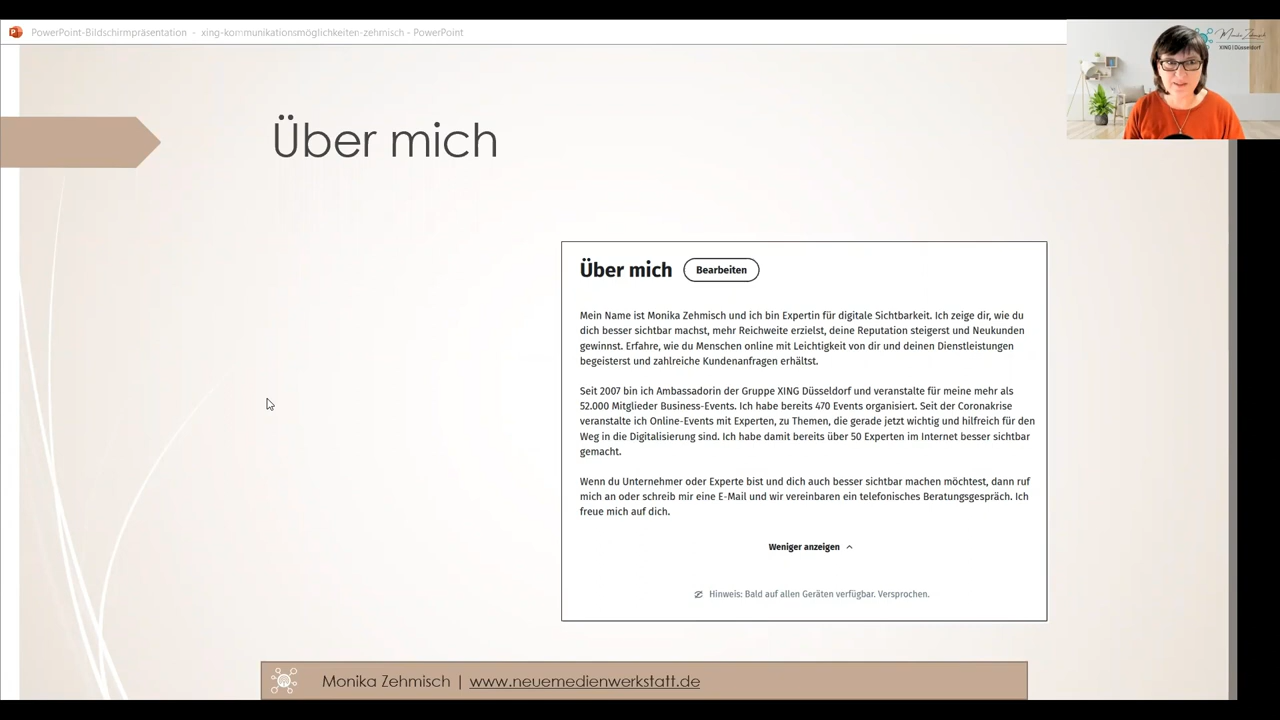 PowerPoint-Bildschirmpräsentation - xing-kommunikationsmöglichkeiten-zehmisch - PowerPoint
Monika Zehmisch
XING | Düsseldorf
Über mich
Über mich Bearbeiten
Mein Name ist Monika Zehmisch und ich bin Expertin für digitale Sichtbarkeit. Ich zeige dir, wie du
dich besser sichtbar machst, mehr Reichweite erzielst, deine Reputation steigerst und Neukunden
gewinnst. Erfahre, wie du Menschen online mit Leichtigkeit von dir und deinen Dienstleistungen
begeisterst und zahlreiche Kundenanfragen erhältst.
Seit 2007 bin ich Ambassadorin der Gruppe XING Düsseldorf und veranstalte für meine mehr als
52.000 Mitglieder Business-Events. Ich habe bereits 470 Events organisiert. Seit der Coronakrise
veranstalte ich Online-Events mit Experten, zu Themen, die gerade jetzt wichtig und hilfreich für den
Weg in die Digitalisierung sind. Ich habe damit bereits über 50 Experten im Internet besser sichtbar
gemacht.
Wenn du Unternehmer oder Experte bist und dich auch besser sichtbar machen möchtest, dann ruf
mich an oder schreib mir eine E-Mail und wir vereinbaren ein telefonisches Beratungsgespräch. Ich
freue mich auf dich.
Weniger anzeigen
Hinweis: Bald auf allen Geräten verfügbar. Versprochen.
Monika Zehmisch | www.neuemedienwerkstatt.de